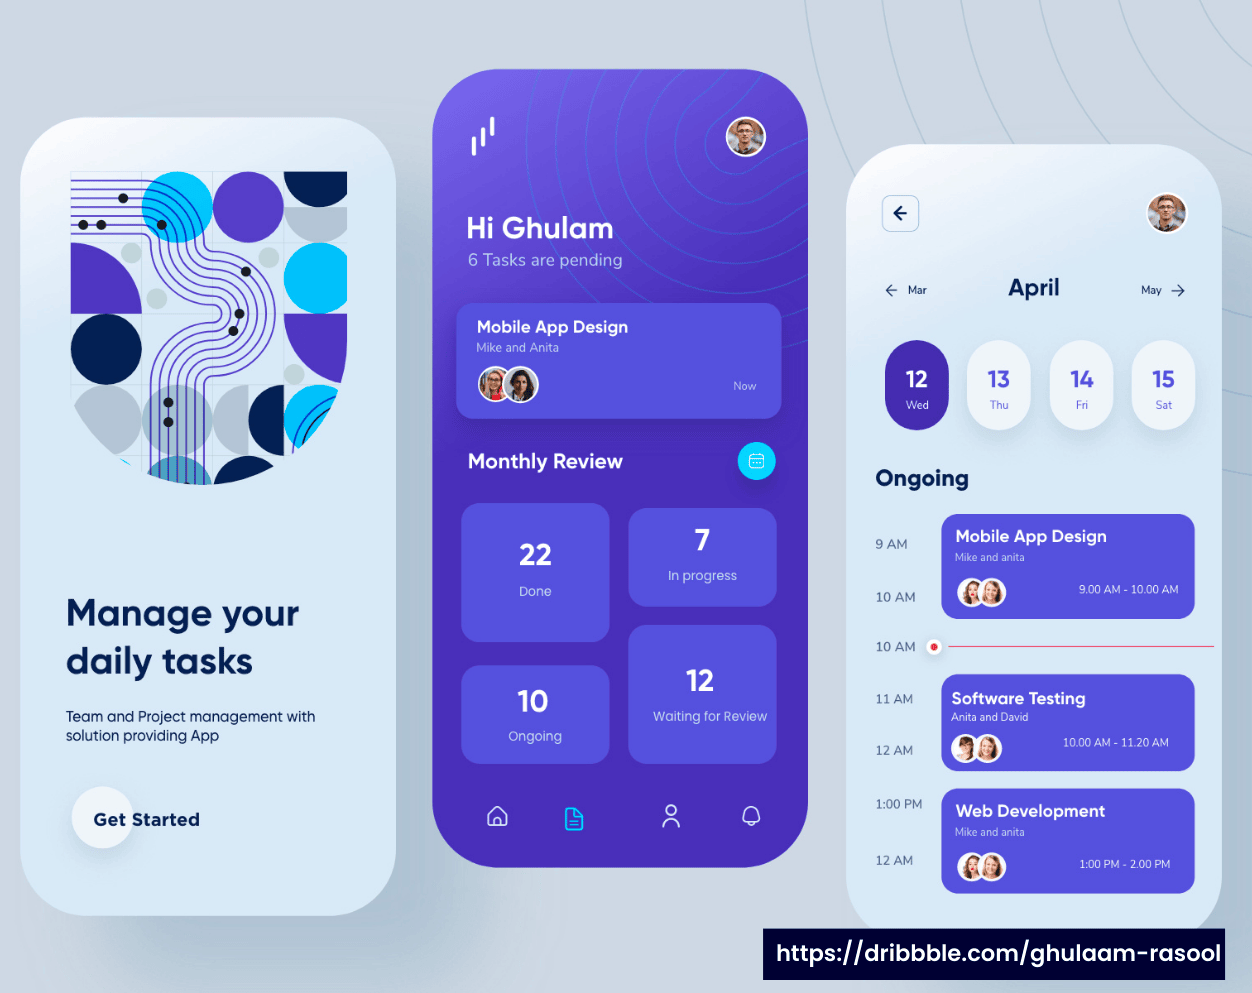 Manage your
daily tasks
Team and Project management with
solution providing App
Get Started
Hi Ghulam
6 Tasks are pending
Mobile App Design
Mike and Anita
Now
Monthly Review
22
Done
7
In progress
10
Ongoing
12
Waiting for Review
Mar
April
May
12
Wed
13
Thu
14
Fri
15
Sat
Ongoing
9 AM
Mobile App Design
Mike and anita
10 AM
9.00 AM - 10.00 AM
10 AM
11 AM
Software Testing
Anita and David
12 AM
10.00 AM - 11.20 AM
1:00 PM
Web Development
Mike and anita
12 AM
1:00 PM - 2.00 PM
https://dribbble.com/ghulaam-rasool